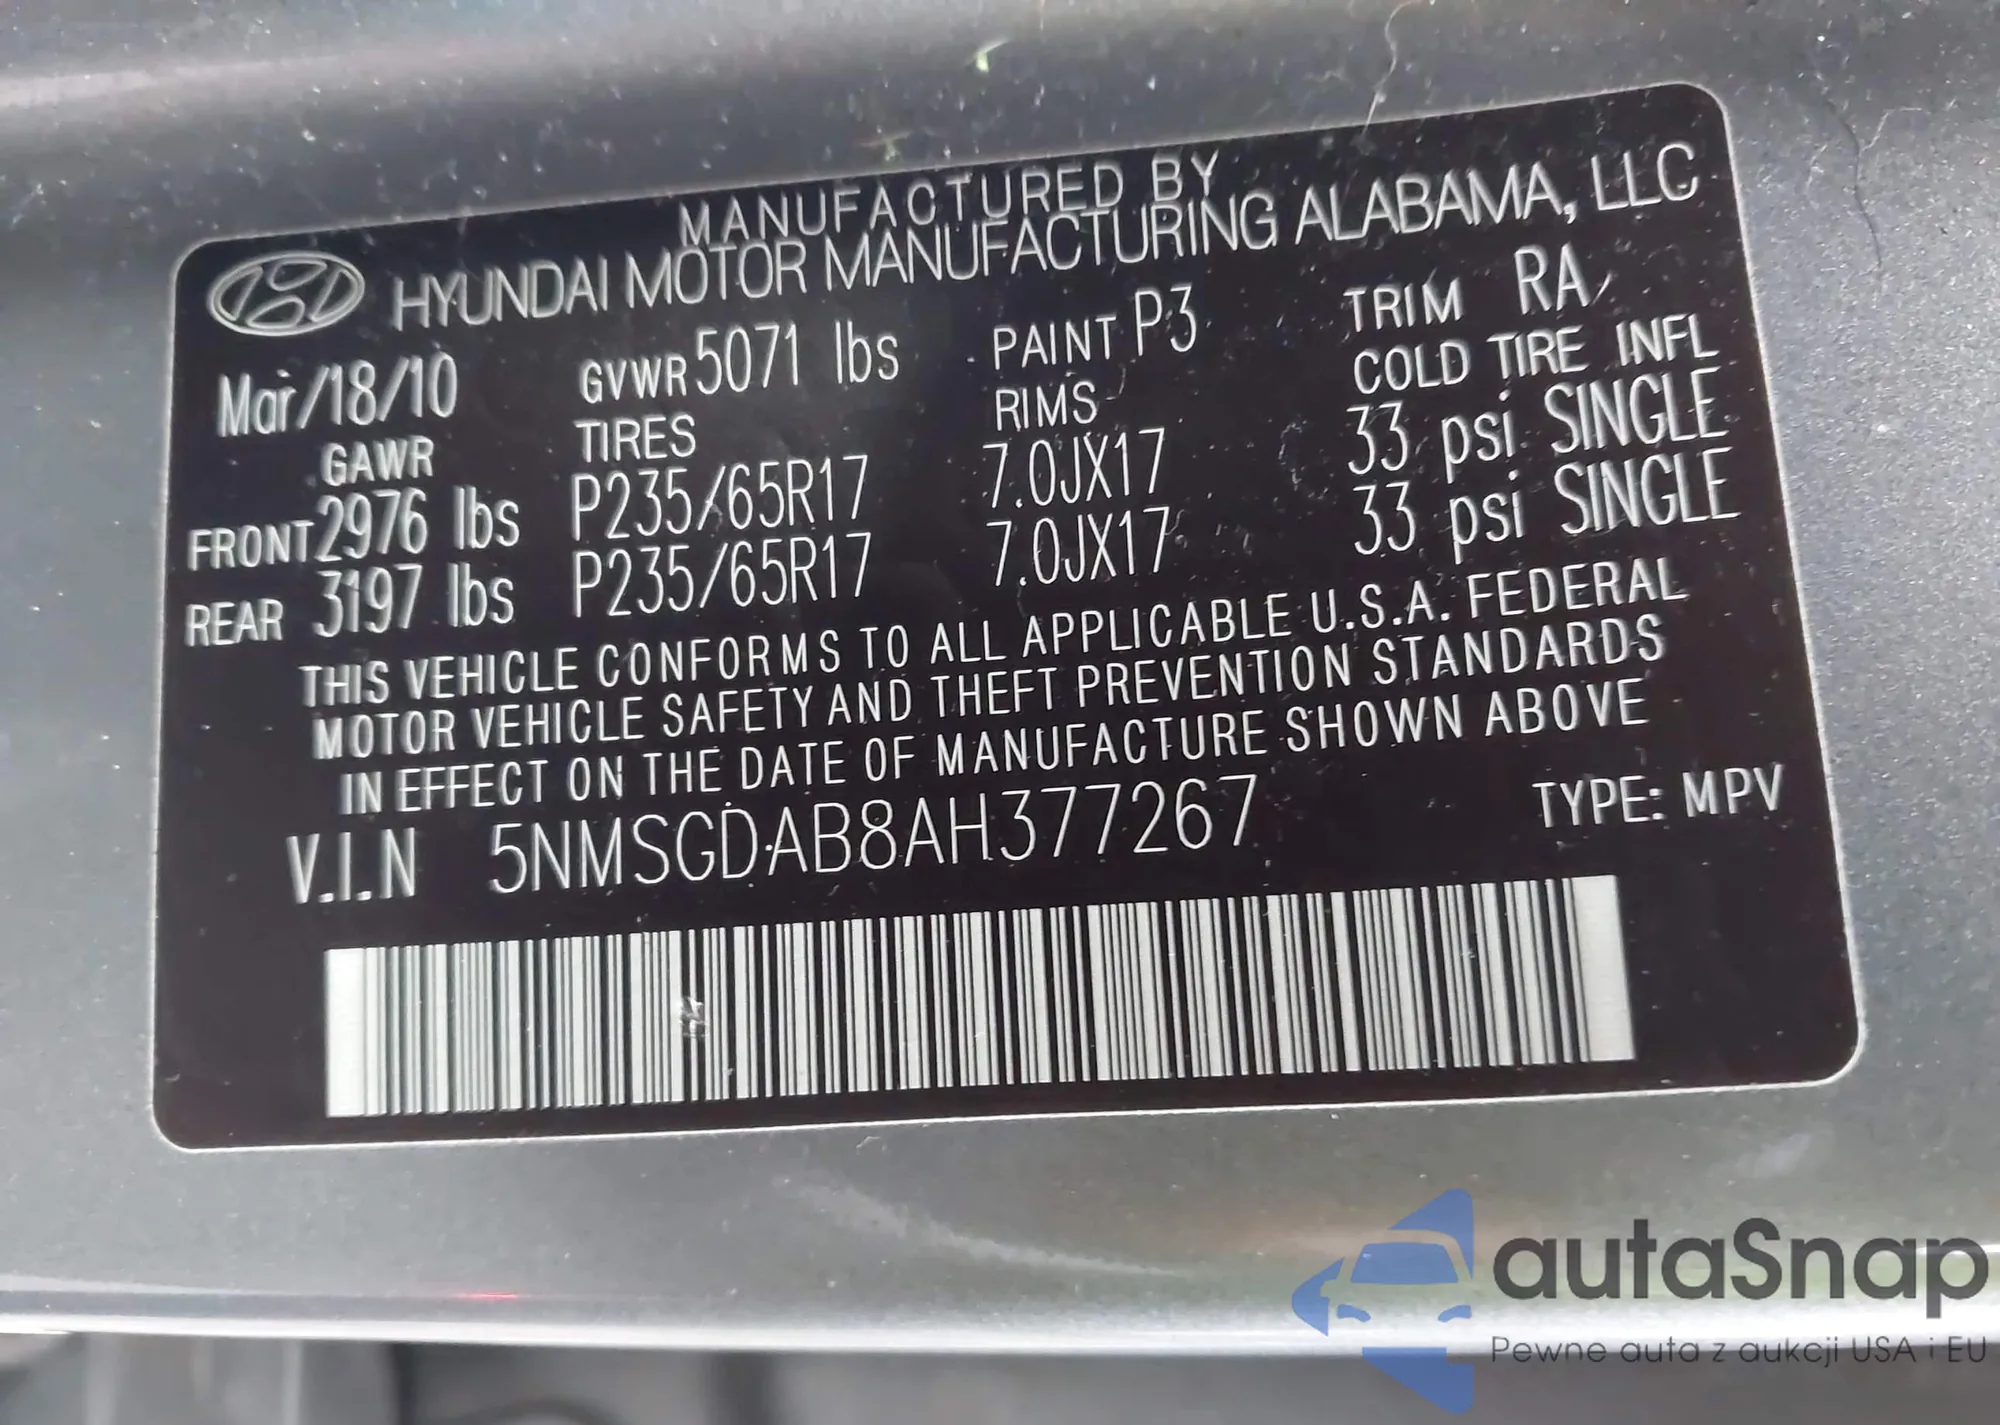 MANUFACTURED BY
HYUNDAI MOTOR MANUFACTURING ALABAMA, LLC
Mar/18/10 GVWR 5071 lbs PAINT P3 TRIM RA
GAWR TIRES RIMS COLD TIRE INFL
FRONT 2976 lbs P235/65R17 7.0JX17 33 psi SINGLE
REAR 3197 lbs P235/65R17 7.0JX17 33 psi SINGLE
THIS VEHICLE CONFORMS TO ALL APPLICABLE U.S.A. FEDERAL
MOTOR VEHICLE SAFETY AND THEFT PREVENTION STANDARDS
IN EFFECT ON THE DATE OF MANUFACTURE SHOWN ABOVE
V.I.N 5NMSGDAB8AH377267 TYPE: MPV
autaSnap
Pewne auta z aukcji USA i EU